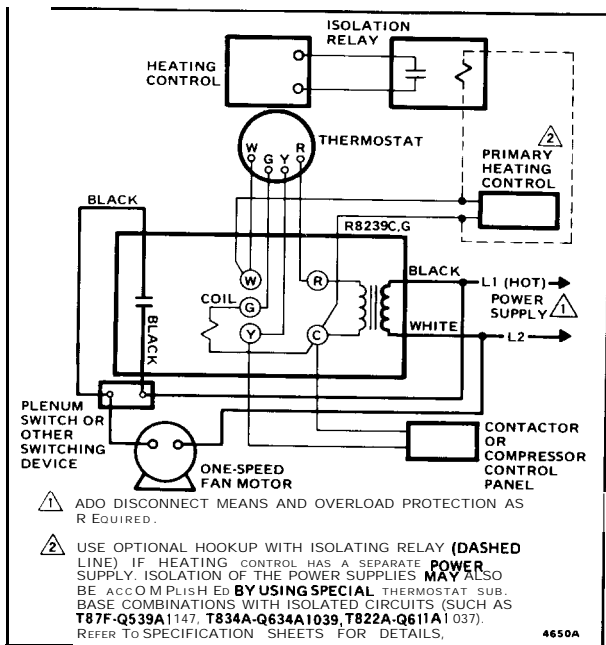 ISOLATION
RELAY
HEATING
CONTROL
THERMOSTAT
W G Y R
2
PRIMARY
HEATING
CONTROL
BLACK
R8239C,G
BLACK
L1 (HOT)
POWER
SUPPLY 1
WHITE
L2
W
R
COIL
G
Y
C
BLACK
PLENUM
SWITCH OR
OTHER
SWITCHING
DEVICE
ONE-SPEED
FAN MOTOR
CONTACTOR
OR
COMPRESSOR
CONTROL
PANEL
1 ADO DISCONNECT MEANS AND OVERLOAD PROTECTION AS
R EQUIRED.
2 USE OPTIONAL HOOKUP WITH ISOLATING RELAY (DASHED
LINE) IF HEATING CONTROL HAS A SEPARATE POWER
SUPPLY. ISOLATION OF THE POWER SUPPLIES MAY ALSO
BE accO M PLisH ED BY USING SPECIAL THERMOSTAT SUB.
BASE COMBINATIONS WITH ISOLATED CIRCUITS (SUCH AS
T87F-Q539A1147, T834A-Q634A1039, T822A-Q611A1 037).
REFER TO SPECIFICATION SHEETS FOR DETAILS,
4650A